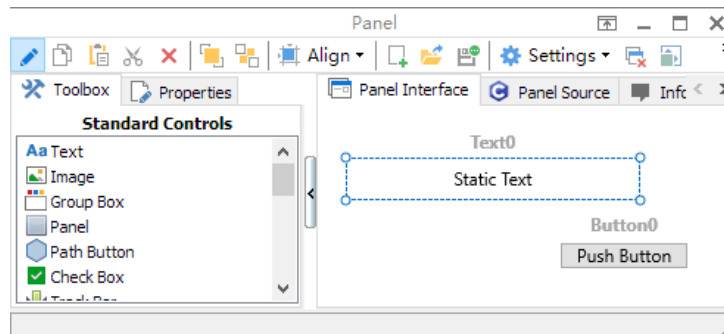 Panel
Align
Settings
Toolbox
Properties
Panel Interface
Panel Source
Standard Controls
Aa Text
Image
Group Box
Panel
Path Button
Check Box
Text0
Static Text
Button0
Push Button